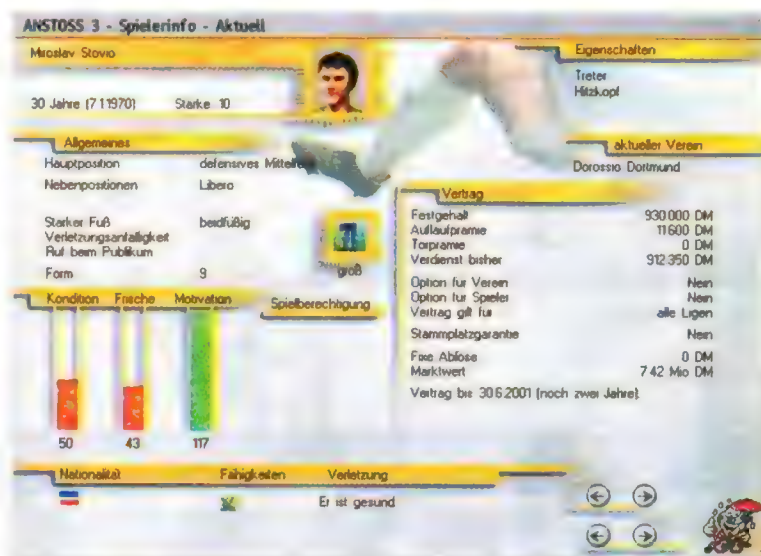 ANSTOSS 3 - Spielerinfo - Aktuell
Miroslav Stovio
30 Jahre (7.1.1970) Stärke 10
Eigenschaften
Treter
Hitzkopf
aktueller Verein
Dorossio Dortmund
Allgemeines
Hauptposition defensives Mittelfe
Nebenpositionen Libero
Starker Fuß beidfüßig
Verletzungsanfälligkeit
Ruf beim Publikum
Form 9
groß
Vertrag
Festgehalt 930 000 DM
Auflaufprämie 11 600 DM
Torprämie 0 DM
Verdienst bisher 912 350 DM
Option für Verein Nein
Option für Spieler Nein
Vertrag gilt für alle Ligen
Stammplatzgarantie Nein
Fixe Ablöse 0 DM
Marktwert 7.42 Mio DM
Vertrag bis 30.6.2001 (noch zwei Jahre)
Kondition Frische Motivation
Spielberechtigung
50 43 117
Nationalität Fähigkeiten Verletzung
Er ist gesund